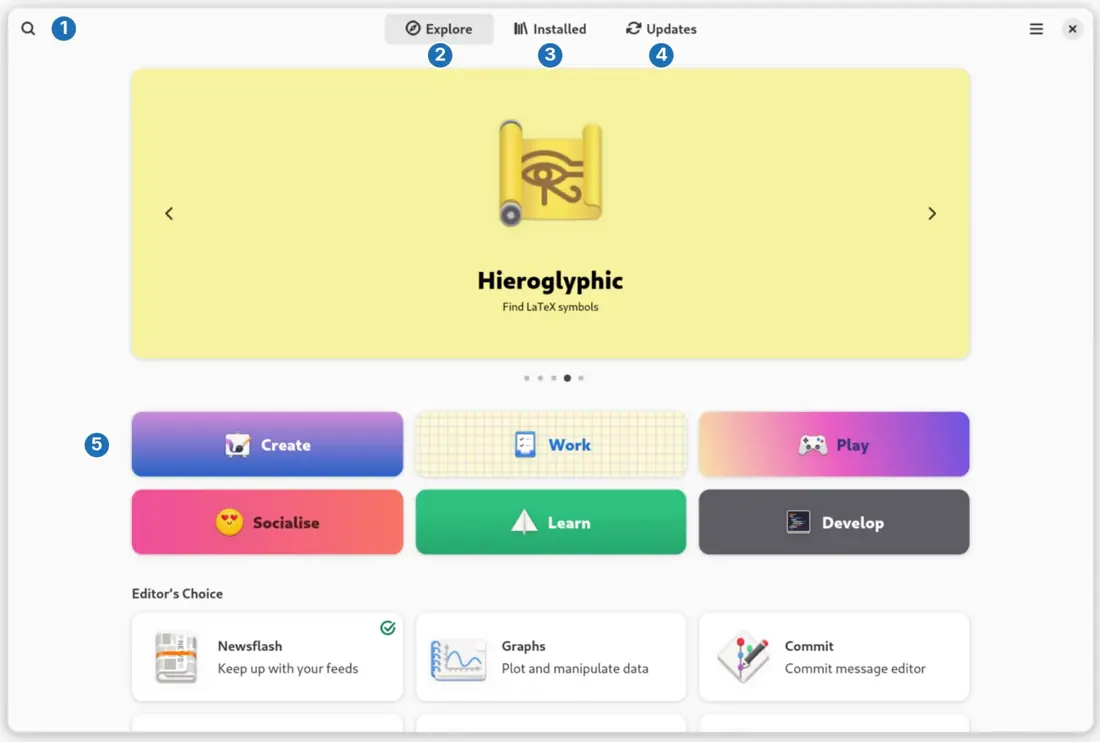 1
Explore
Installed
Updates
2
3
4
Hieroglyphic
Find LaTeX symbols
5
Create
Work
Play
Socialise
Learn
Develop
Editor's Choice
Newsflash
Keep up with your feeds
Graphs
Plot and manipulate data
Commit
Commit message editor